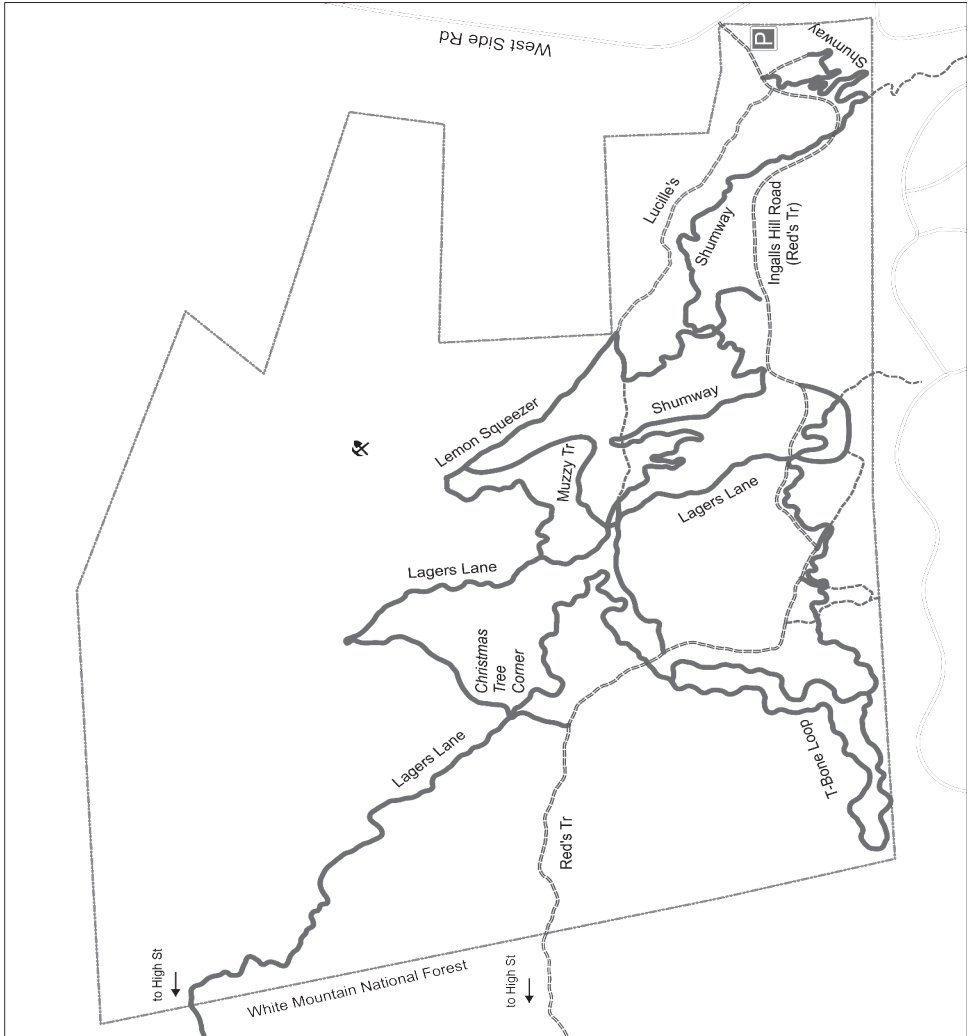 West Side Rd
P
Shumway
Lucille's
Shumway
Ingalls Hill Road
(Red's Tr)
Lemon Squeezer
Shumway
Muzzy Tr
Lagers Lane
Lagers Lane
Christmas
Tree
Corner
Lagers Lane
T-Bone Loop
Red's Tr
to High St
White Mountain National Forest
to High St